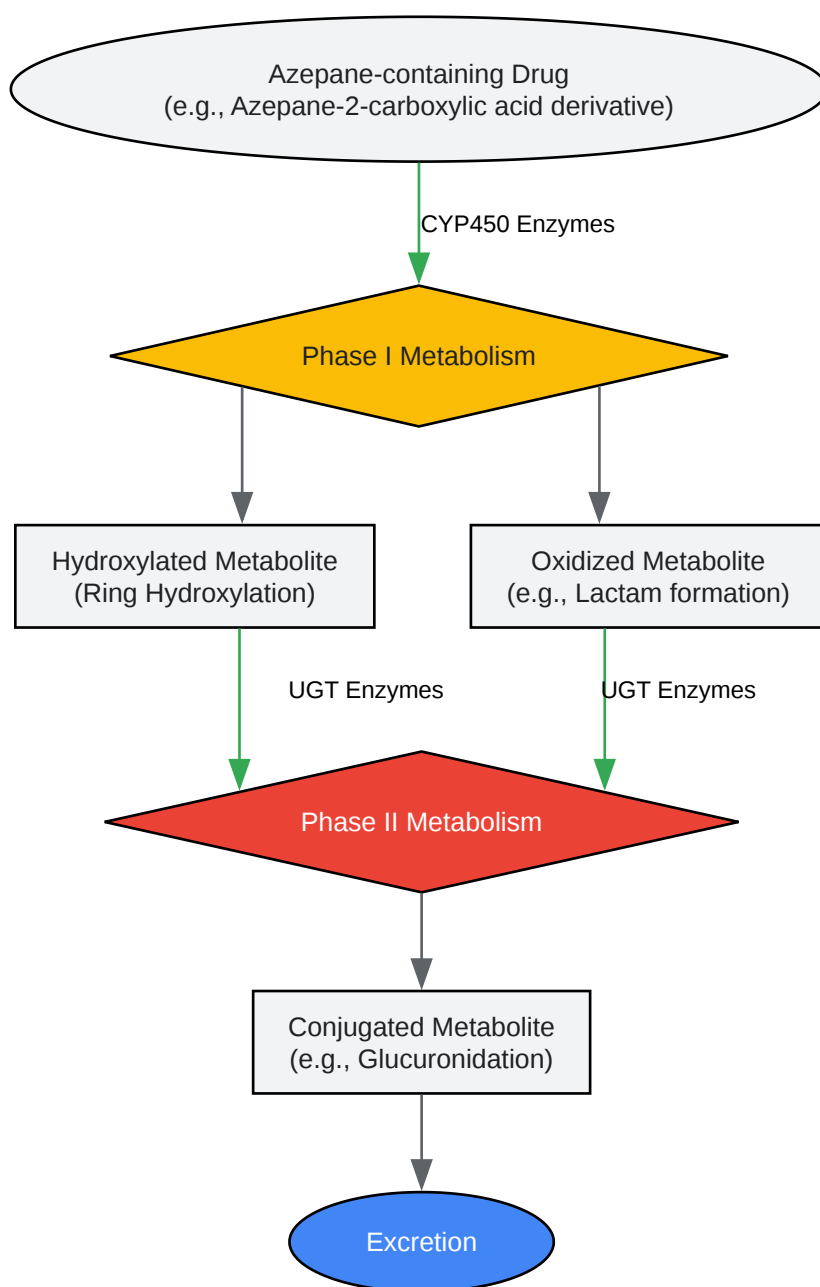 Azepane-containing Drug
(e.g., Azepane-2-carboxylic acid derivative)
CYP450 Enzymes
Phase I Metabolism
Hydroxylated Metabolite
(Ring Hydroxylation)
Oxidized Metabolite
(e.g., Lactam formation)
UGT Enzymes
UGT Enzymes
Phase II Metabolism
Conjugated Metabolite
(e.g., Glucuronidation)
Excretion